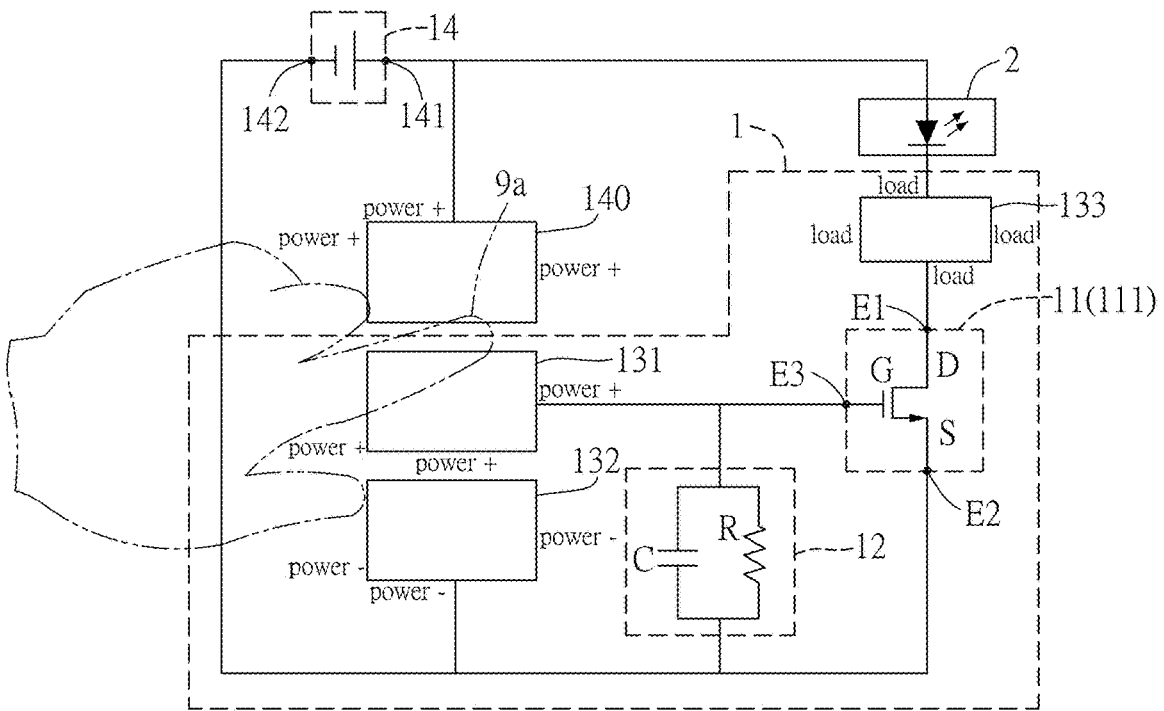 14
142
141
2
1
9a
power +
140
load
133
power +
load
load
power +
load
11(111)
E1
131
E3
G
D
power +
S
power +
power +
132
E2
R
power -
C
12
power -
power -